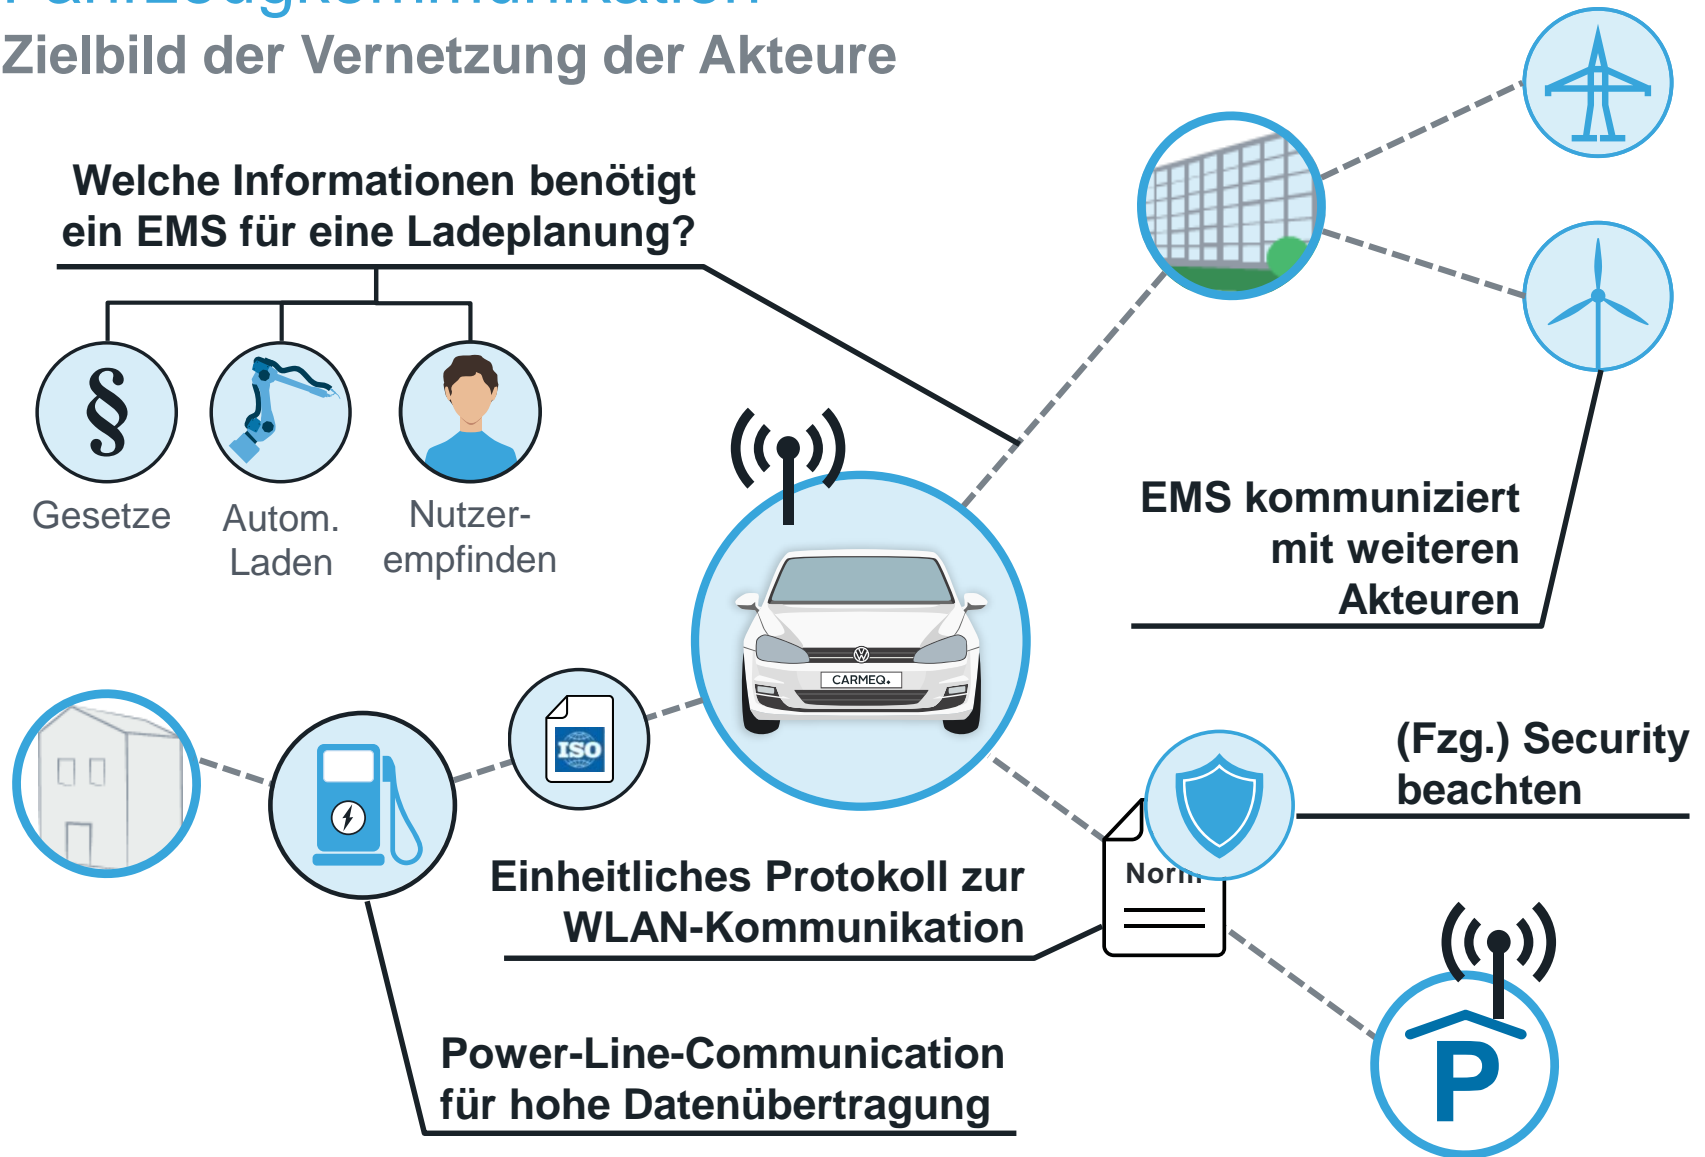 Fahrzeugkommunikation
Zielbild der Vernetzung der Akteure
Welche Informationen benötigt
ein EMS für eine Ladeplanung?
§
Gesetze
Autom.
Laden
Nutzer-
empfinden
EMS kommuniziert
mit weiteren
Akteuren
CARMEQ
ISO
(Fzg.) Security
beachten
Einheitliches Protokoll zur
WLAN-Kommunikation
Norm
Power-Line-Communication
für hohe Datenübertragung
P